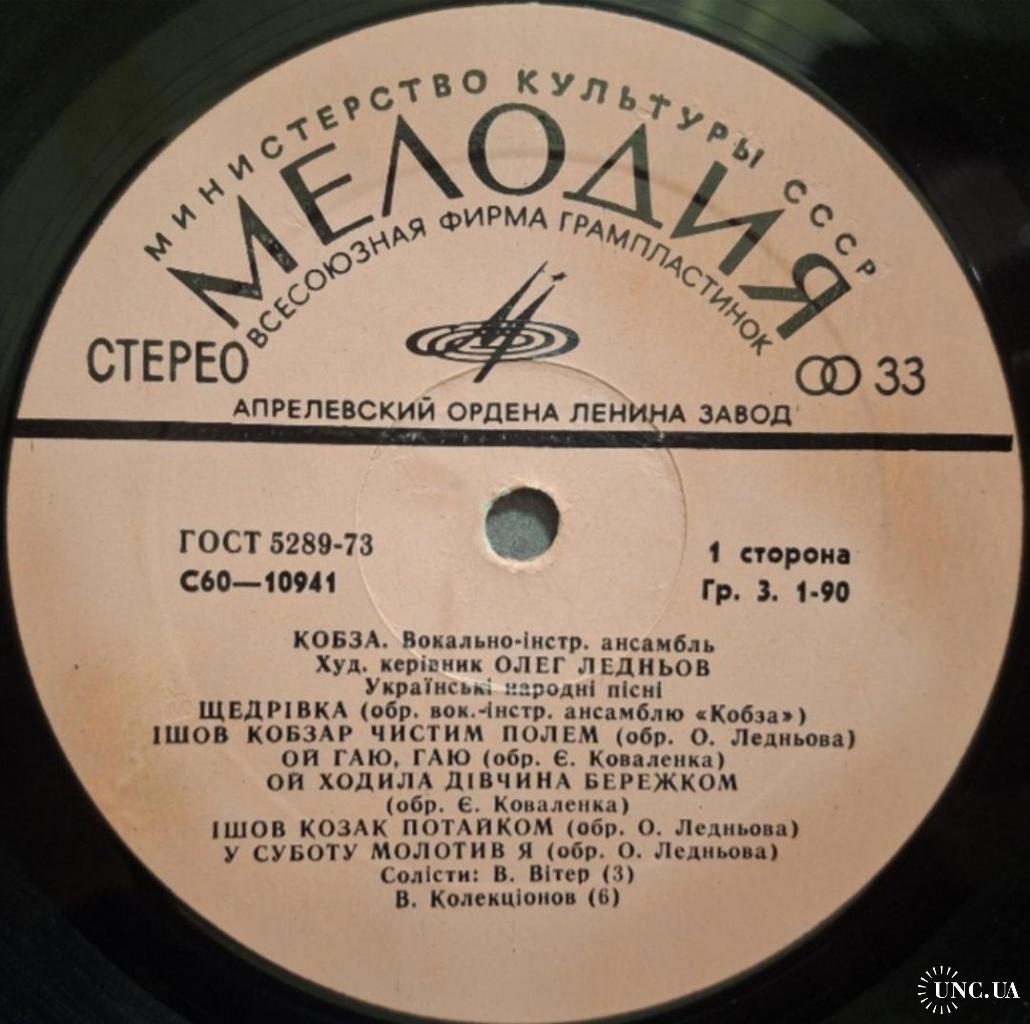 МИНИСТЕРСТВО КУЛЬТУРЫ СССР
МЕЛОДИЯ
ВСЕСОЮЗНАЯ ФИРМА ГРАМПЛАСТИНОК
СТЕРЕО
33
АПРЕЛЕВСКИЙ ОРДЕНА ЛЕНИНА ЗАВОД
ГОСТ 5289-73
С60—10941
1 сторона
Гр. 3. 1-90
КОБЗА. Вокально-інстр. ансамбль
Худ. керівник ОЛЕГ ЛЕДНЬОВ
Українські народні пісні
ЩЕДРІВКА (обр. вок.-інстр. ансамблю «Кобза»)
ІШОВ КОБЗАР ЧИСТИМ ПОЛЕМ (обр. О. Ледньова)
ОЙ ГАЮ, ГАЮ (обр. Є. Коваленка)
ОЙ ХОДИЛА ДІВЧИНА БЕРЕЖКОМ
(обр. Є. Коваленка)
ІШОВ КОЗАК ПОТАЙКОМ (обр. О. Ледньова)
У СУБОТУ МОЛОТИВ Я (обр. О. Ледньова)
Солісти: В. Вітер (3)
В. Колекціонов (6)
UNC.UA